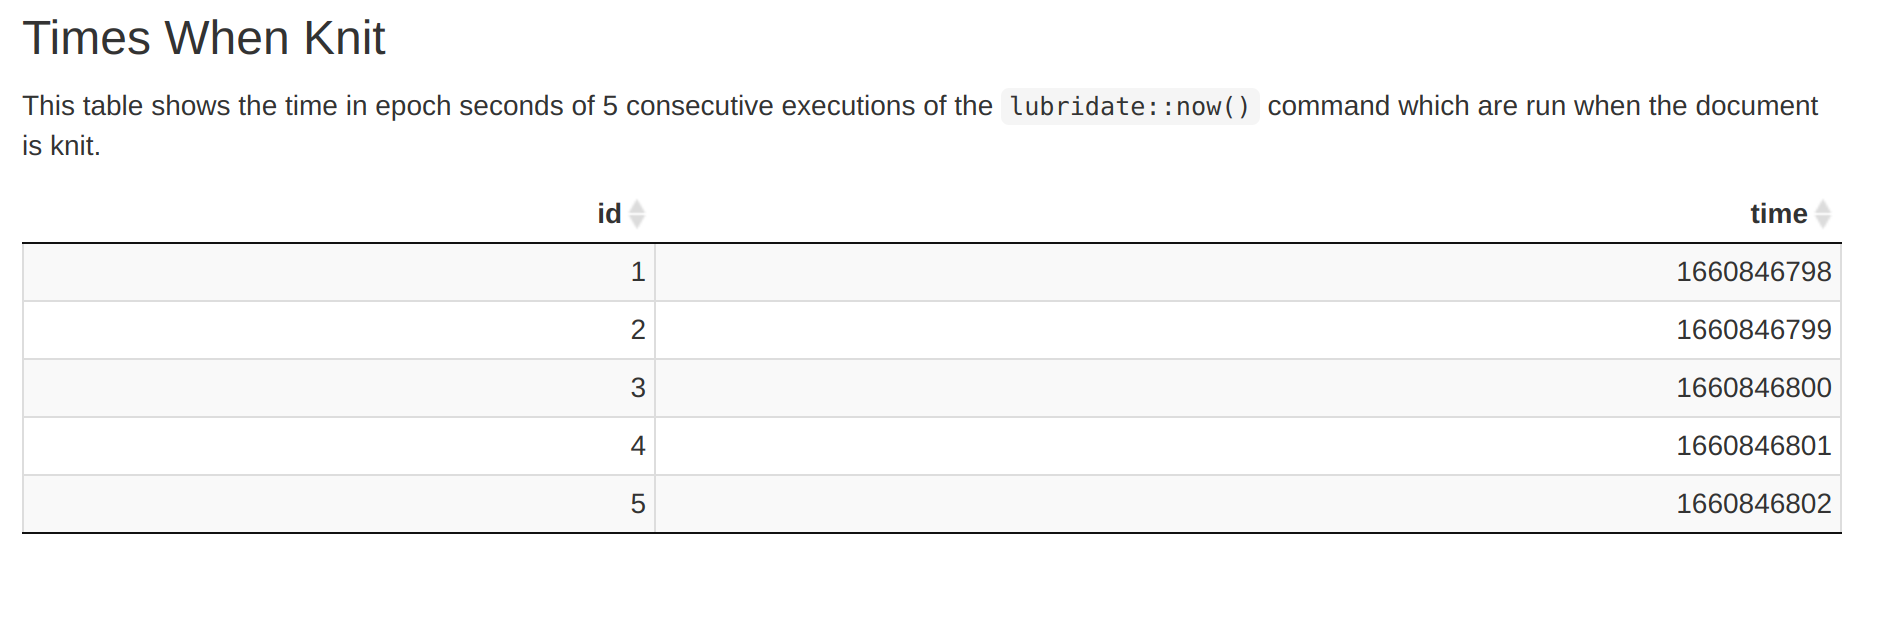 Times When Knit
This table shows the time in epoch seconds of 5 consecutive executions of the lubridate::now() command which are run when the document
is knit.
id time
1 1660846798
2 1660846799
3 1660846800
4 1660846801
5 1660846802